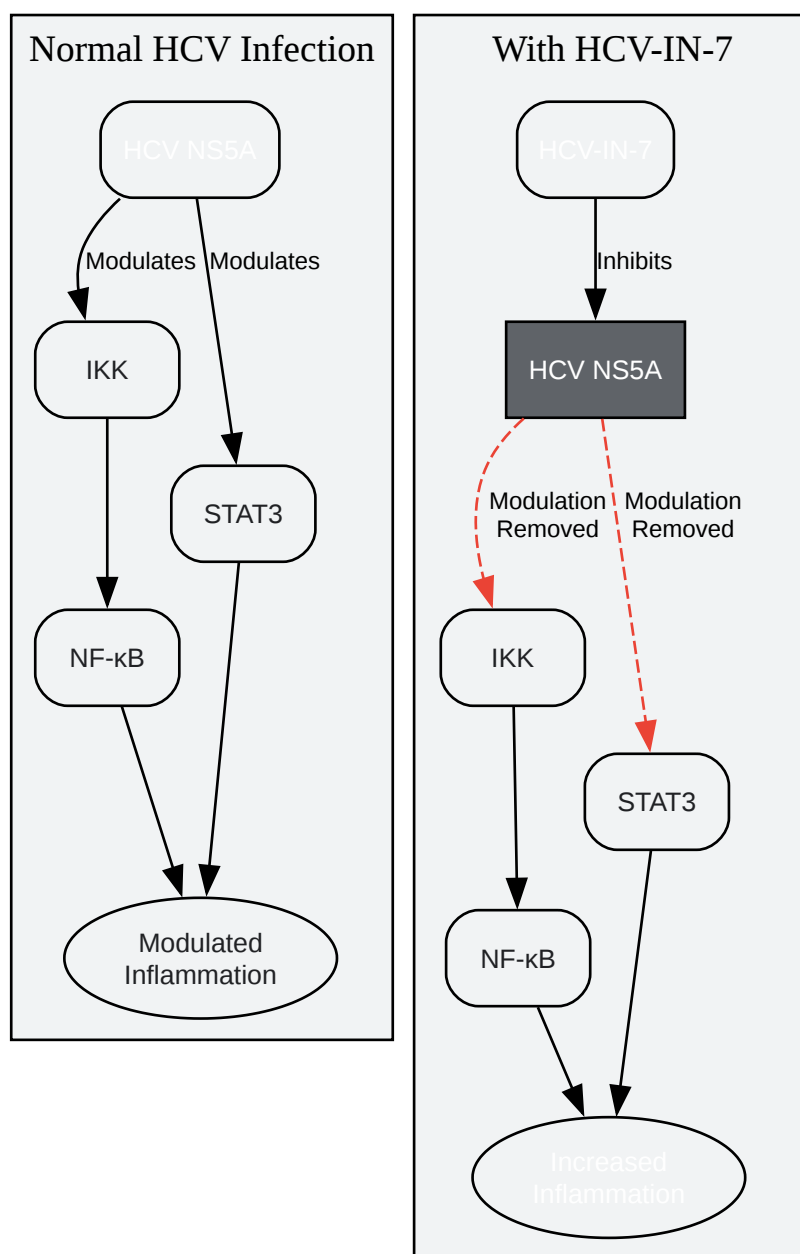 Normal HCV Infection
HCV NS5A
Modulates
Modulates
IKK
STAT3
NF-κB
Modulated
Inflammation
With HCV-IN-7
HCV-IN-7
Inhibits
HCV NS5A
Modulation
Removed
Modulation
Removed
IKK
STAT3
NF-κB
Increased
Inflammation